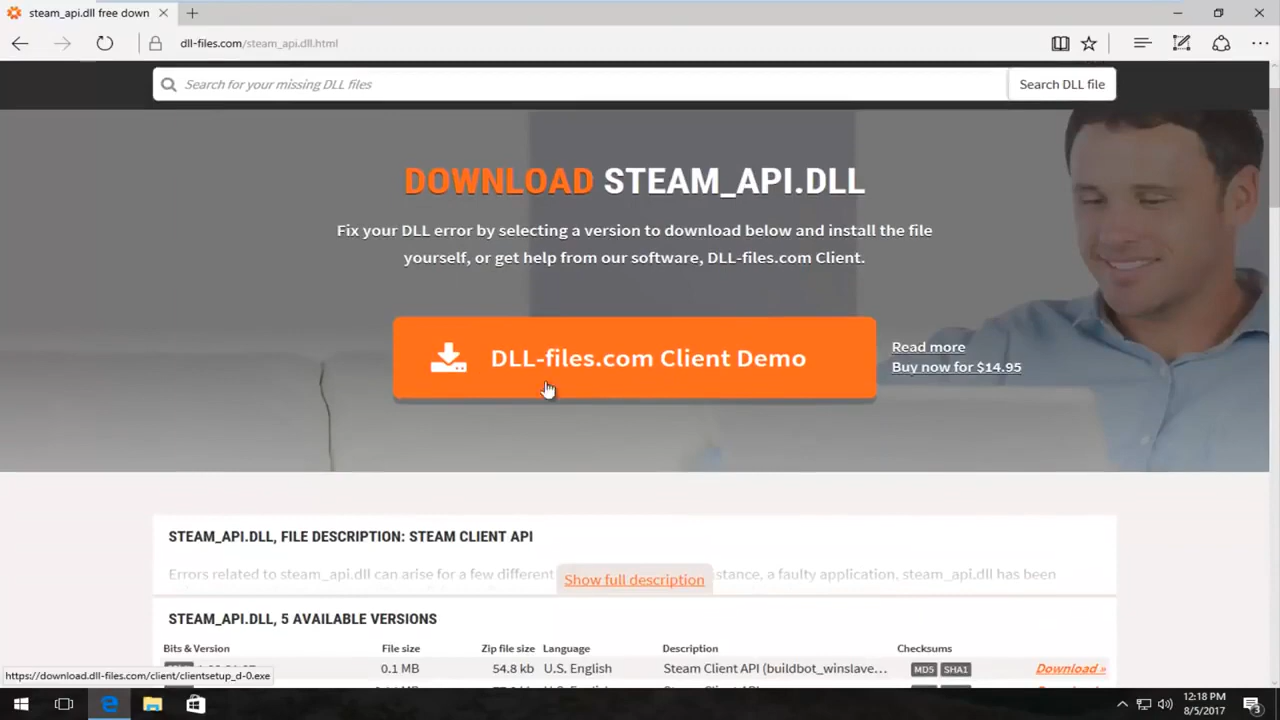 steam_api.dll free down
dll-files.com/steam_api.dll.html
Search for your missing DLL files
Search DLL file
DOWNLOAD STEAM_API.DLL
Fix your DLL error by selecting a version to download below and install the file
yourself, or get help from our software, DLL-files.com Client.
DLL-files.com Client Demo
Read more
Buy now for $14.95
STEAM_API.DLL, FILE DESCRIPTION: STEAM CLIENT API
Errors related to steam_api.dll can arise for a few different
a faulty application, steam_api.dll has been
Show full description
STEAM_API.DLL, 5 AVAILABLE VERSIONS
Bits & Version File size Zip file size Language Description Checksums
0.1 MB 54.8 kb U.S. English Steam Client API (buildbot_winslave... MD5 SHA1 Download »
https://download.dll-files.com/client/clientsetup_d-0.exe
12:18 PM
8/5/2017
3